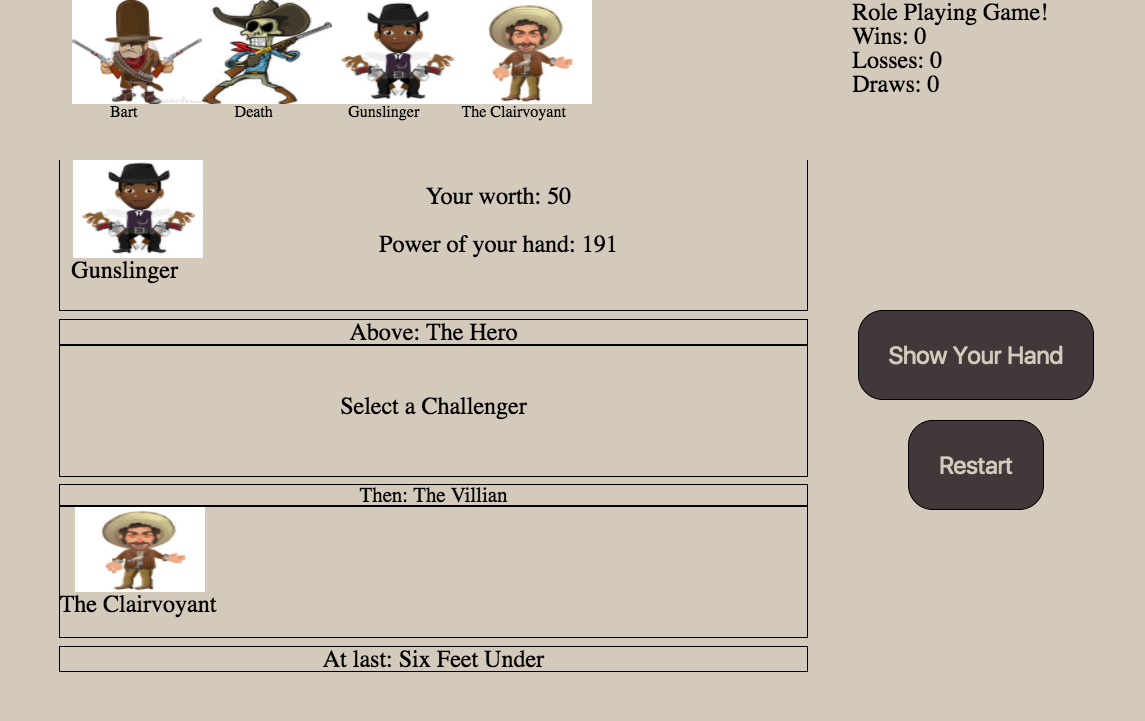 Role Playing Game!
Wins: 0
Losses: 0
Draws: 0
Bart
Death
Gunslinger
The Clairvoyant
Your worth: 50
Power of your hand: 191
Gunslinger
Above: The Hero
Show Your Hand
Select a Challenger
Restart
Then: The Villian
The Clairvoyant
At last: Six Feet Under